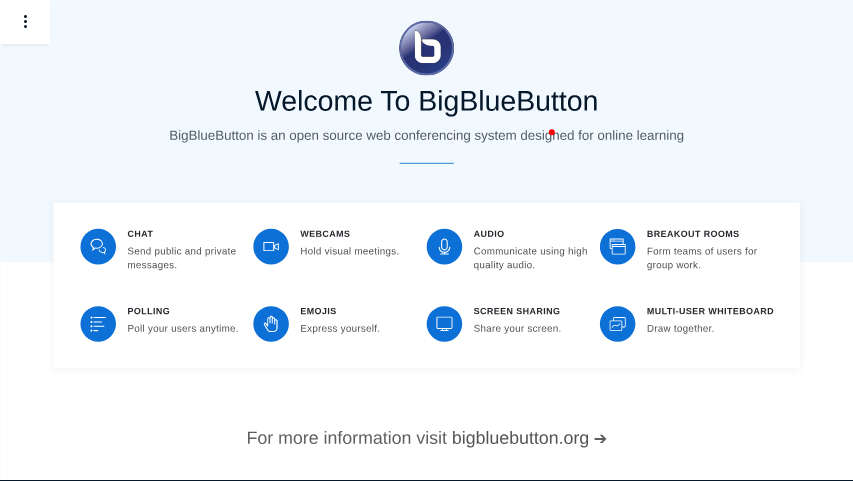 Welcome To BigBlueButton
BigBlueButton is an open source web conferencing system designed for online learning
CHAT
Send public and private
messages.
WEBCAMS
Hold visual meetings.
AUDIO
Communicate using high
quality audio.
BREAKOUT ROOMS
Form teams of users for
group work.
POLLING
Poll your users anytime.
EMOJIS
Express yourself.
SCREEN SHARING
Share your screen.
MULTI-USER WHITEBOARD
Draw together.
For more information visit bigbluebutton.org ➔